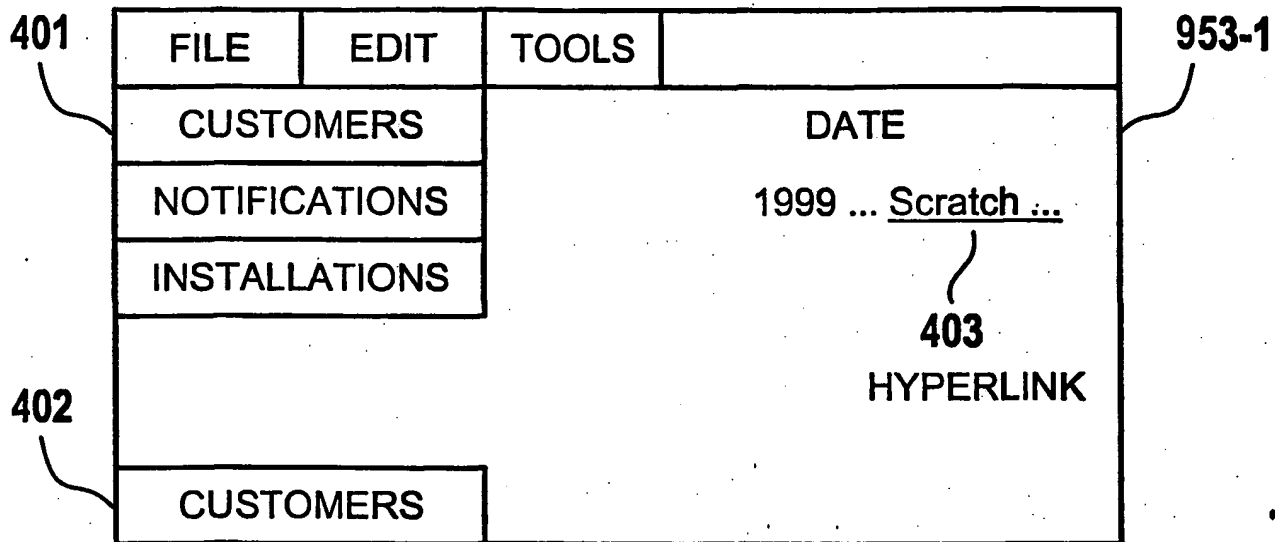 401 FILE EDIT TOOLS 953-1
CUSTOMERS DATE
NOTIFICATIONS 1999 ... Scratch ...
INSTALLATIONS
403
HYPERLINK
402
CUSTOMERS